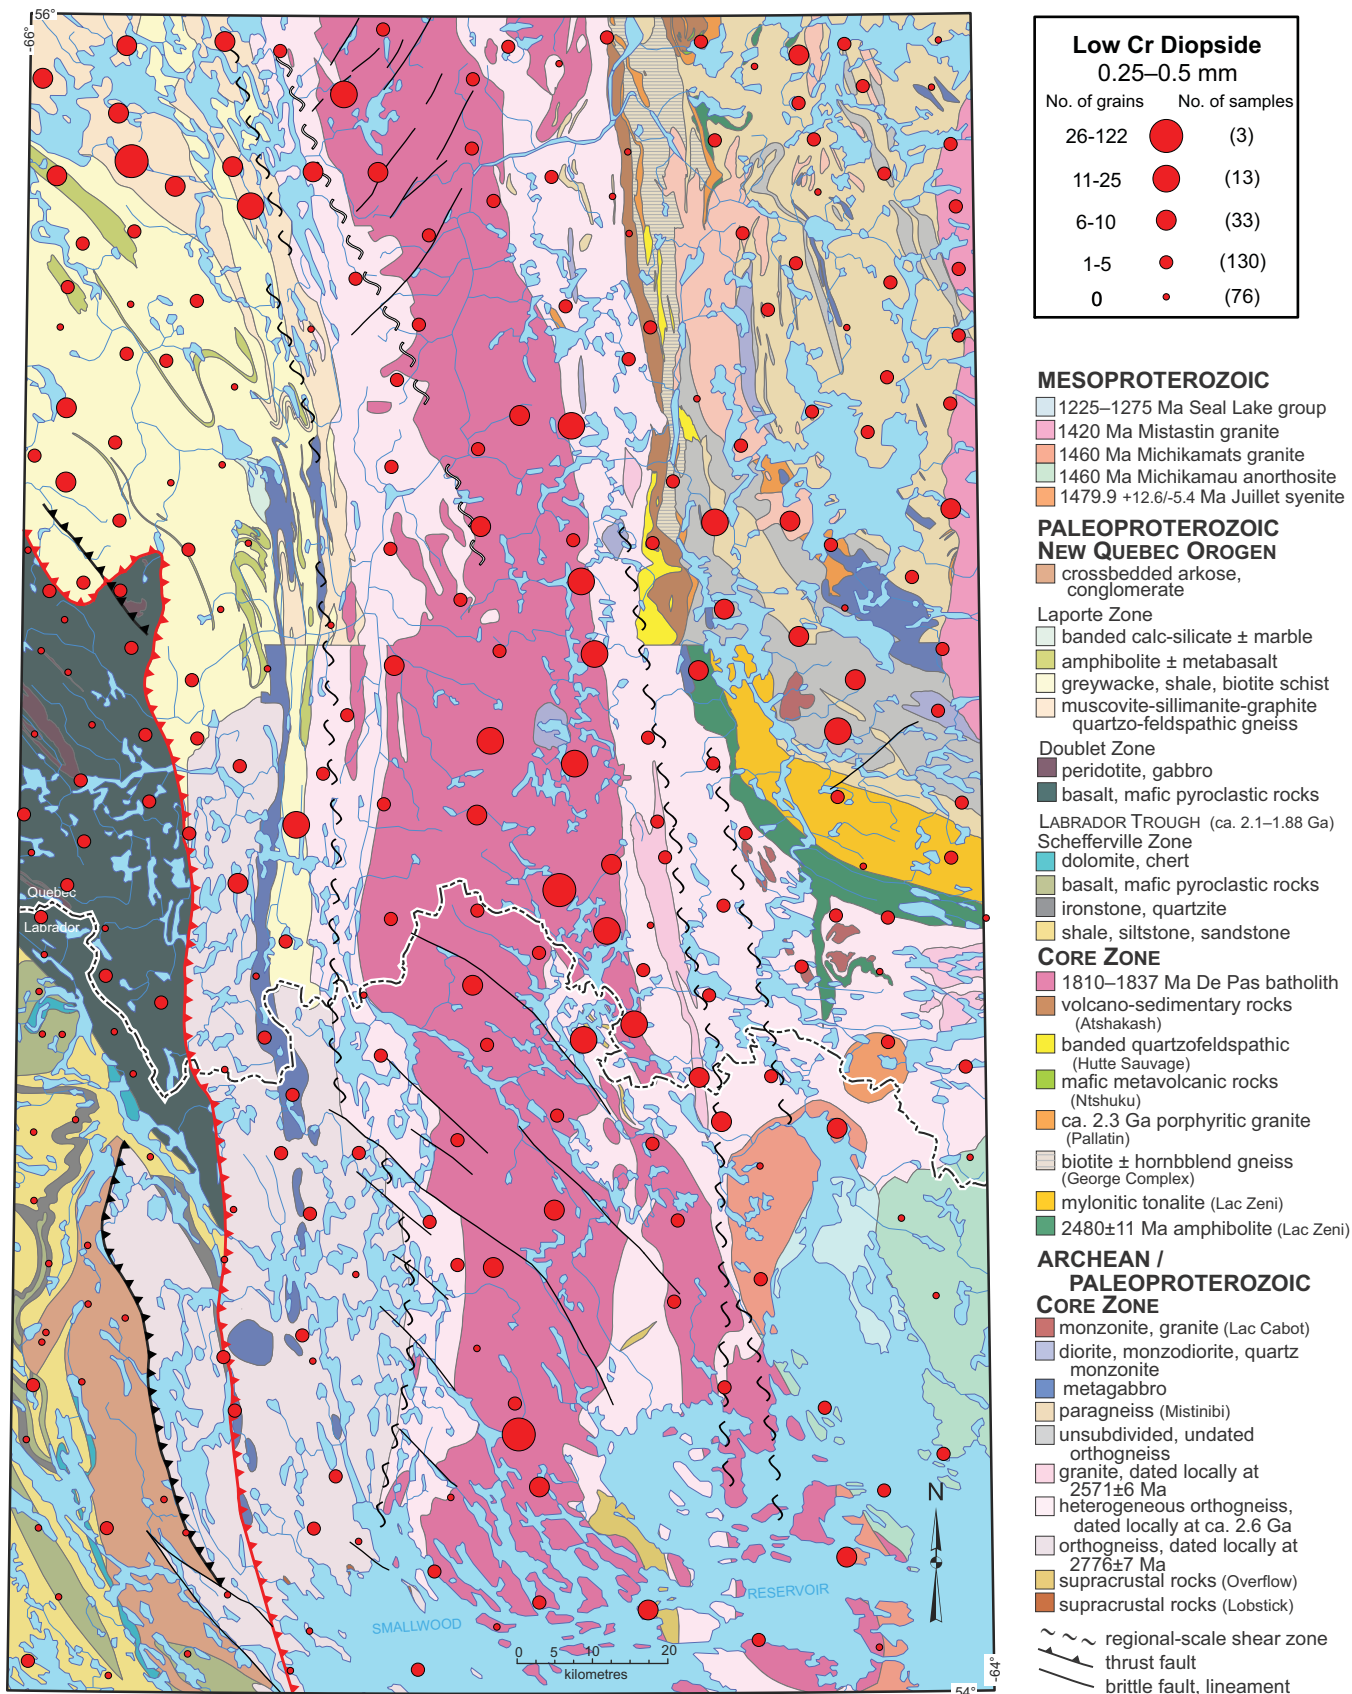 56°
-66°
Low Cr Diopside
0.25–0.5 mm
No. of grains No. of samples
26-122 (3)
11-25 (13)
6-10 (33)
1-5 (130)
0 (76)
MESOPROTEROZOIC
1225–1275 Ma Seal Lake group
1420 Ma Mistastin granite
1460 Ma Michikamats granite
1460 Ma Michikamau anorthosite
1479.9 +12.6/-5.4 Ma Juillet syenite
PALEOPROTEROZOIC
NEW QUEBEC OROGEN
crossbedded arkose,
conglomerate
Laporte Zone
banded calc-silicate ± marble
amphibolite ± metabasalt
greywacke, shale, biotite schist
muscovite-sillimanite-graphite
quartzo-feldspathic gneiss
Doublet Zone
peridotite, gabbro
basalt, mafic pyroclastic rocks
LABRADOR TROUGH (ca. 2.1–1.88 Ga)
Schefferville Zone
dolomite, chert
basalt, mafic pyroclastic rocks
ironstone, quartzite
shale, siltstone, sandstone
CORE ZONE
1810–1837 Ma De Pas batholith
volcano-sedimentary rocks
(Atshakash)
banded quartzofeldspathic
(Hutte Sauvage)
mafic metavolcanic rocks
(Ntshuku)
ca. 2.3 Ga porphyritic granite
(Pallatin)
biotite ± hornbblend gneiss
(George Complex)
mylonitic tonalite (Lac Zeni)
2480±11 Ma amphibolite (Lac Zeni)
ARCHEAN /
PALEOPROTEROZOIC
CORE ZONE
monzonite, granite (Lac Cabot)
diorite, monzodiorite, quartz
monzonite
metagabbro
paragneiss (Mistinibi)
unsubdivided, undated
orthogneiss
granite, dated locally at
2571±6 Ma
heterogeneous orthogneiss,
dated locally at ca. 2.6 Ga
orthogneiss, dated locally at
2776±7 Ma
supracrustal rocks (Overflow)
supracrustal rocks (Lobstick)
regional-scale shear zone
thrust fault
brittle fault, lineament
Quebec
Labrador
N
SMALLWOOD
RESERVOIR
0 5 10 20
kilometres
-64°
54°